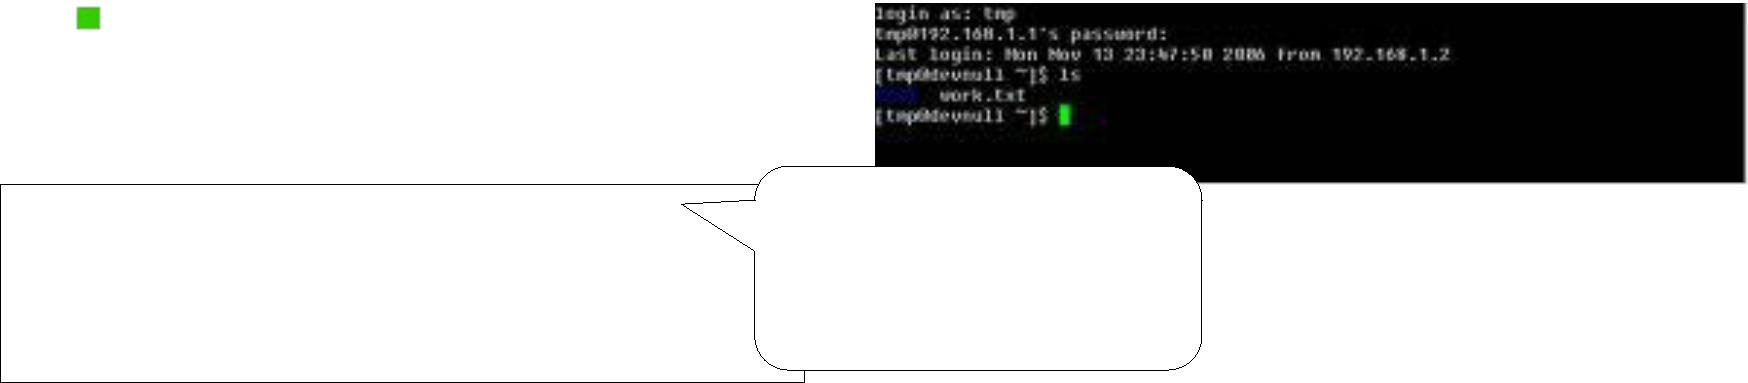 login as: tmp
tmp@192.168.1.1's password:
Last login: Mon Nov 13 23:47:50 2006 from 192.168.1.2
[tmp@devnull ~]$ ls
work.txt
[tmp@devnull ~]$